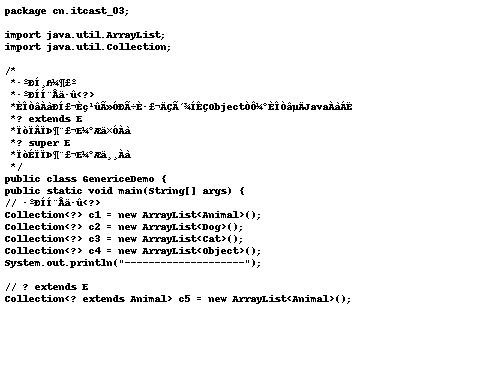 package cn.itcast_03;
import java.util.ArrayList;
import java.util.Collection;
/*
*·ºÐÍ¸ß¼¶£º
*·ºÐÍÍ¨Åä·û<?>
*ÈÎÒâÀàÐÍ£¬Èç¹ûÃ»ÓÐÃ÷È·£¬ÄÇÃ´¾ÍÊÇObjectÒÔ¼°ÈÎÒâµÄJavaÀàÁË
*? extends E
*ÏòÏÂÏÞ¶¨£¬E¼°Æä×ÓÀà
*? super E
*ÏòÉÏÏÞ¶¨£¬E¼°Æä¸¸Àà
*/
public class GenericeDemo {
public static void main(String[] args) {
// ·ºÐÍÍ¨Åä·û<?>
Collection<?> c1 = new ArrayList<Animal>();
Collection<?> c2 = new ArrayList<Dog>();
Collection<?> c3 = new ArrayList<Cat>();
Collection<?> c4 = new ArrayList<Object>();
System.out.println("--------------------");
// ? extends E
Collection<? extends Animal> c5 = new ArrayList<Animal>();